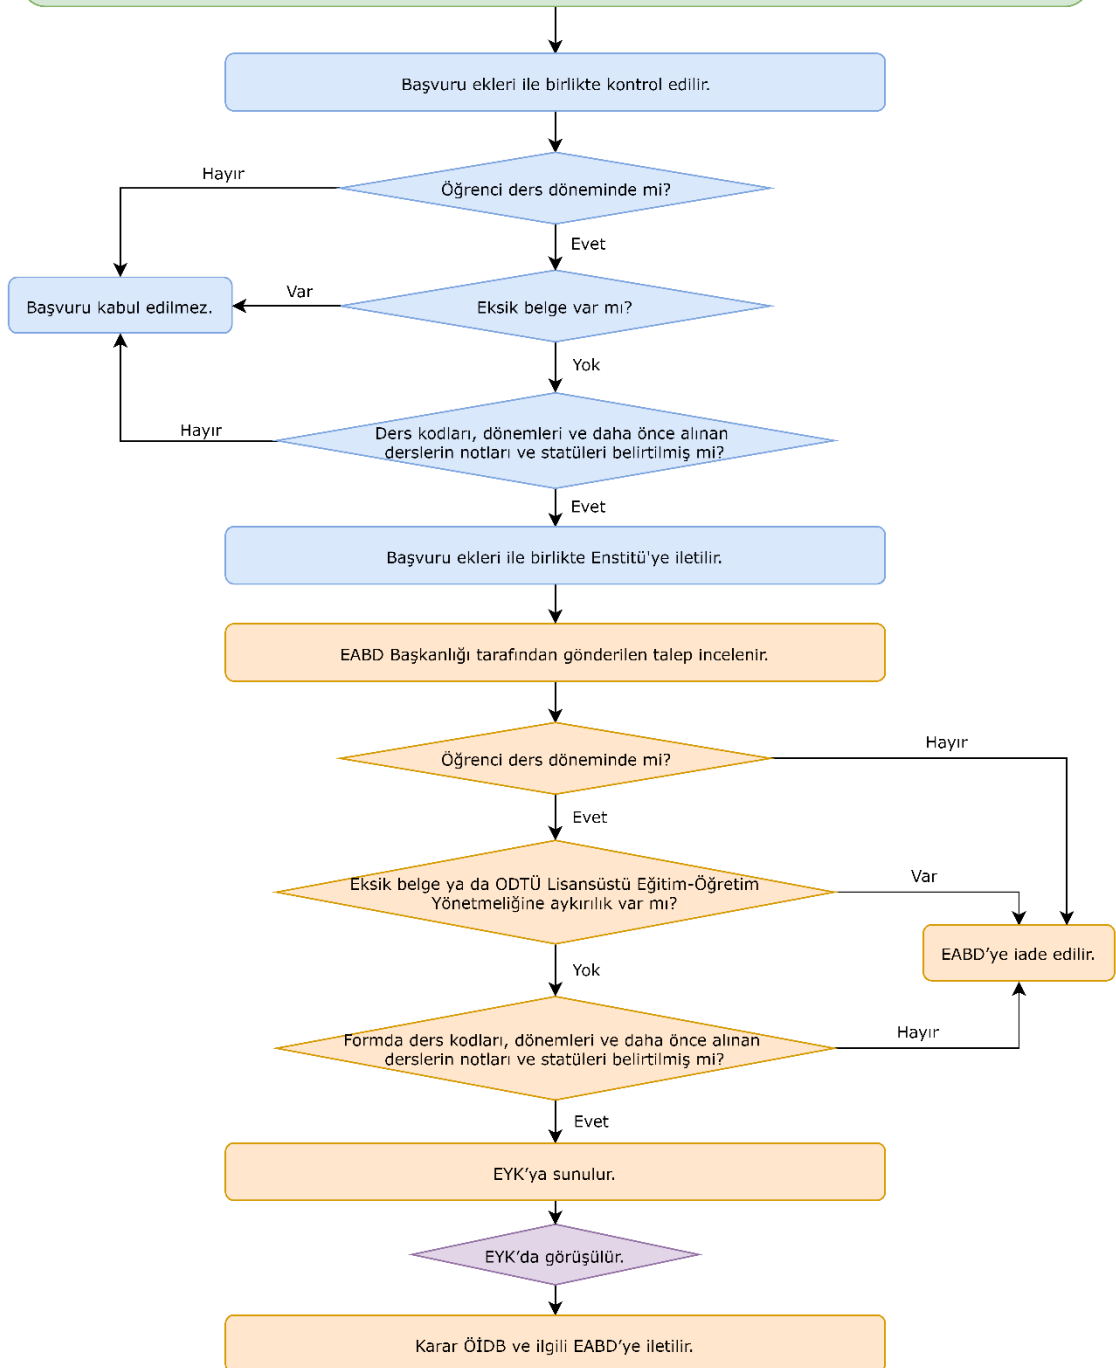 Başvuru ekleri ile birlikte kontrol edilir.
Hayır
Öğrenci ders döneminde mi?
Evet
Başvuru kabul edilmez.
Var
Eksik belge var mı?
Yok
Hayır
Ders kodları, dönemleri ve daha önce alınan
derslerin notları ve statüleri belirtilmiş mi?
Evet
Başvuru ekleri ile birlikte Enstitü'ye iletilir.
EABD Başkanlığı tarafından gönderilen talep incelenir.
Öğrenci ders döneminde mi?
Hayır
Evet
Eksik belge ya da ODTÜ Lisansüstü Eğitim-Öğretim
Yönetmeliğine aykırılık var mı?
Var
EABD’ye iade edilir.
Yok
Formda ders kodları, dönemleri ve daha önce alınan
derslerin notları ve statüleri belirtilmiş mi?
Hayır
Evet
EYK’ya sunulur.
EYK’da görüşülür.
Karar ÖİDB ve ilgili EABD’ye iletilir.